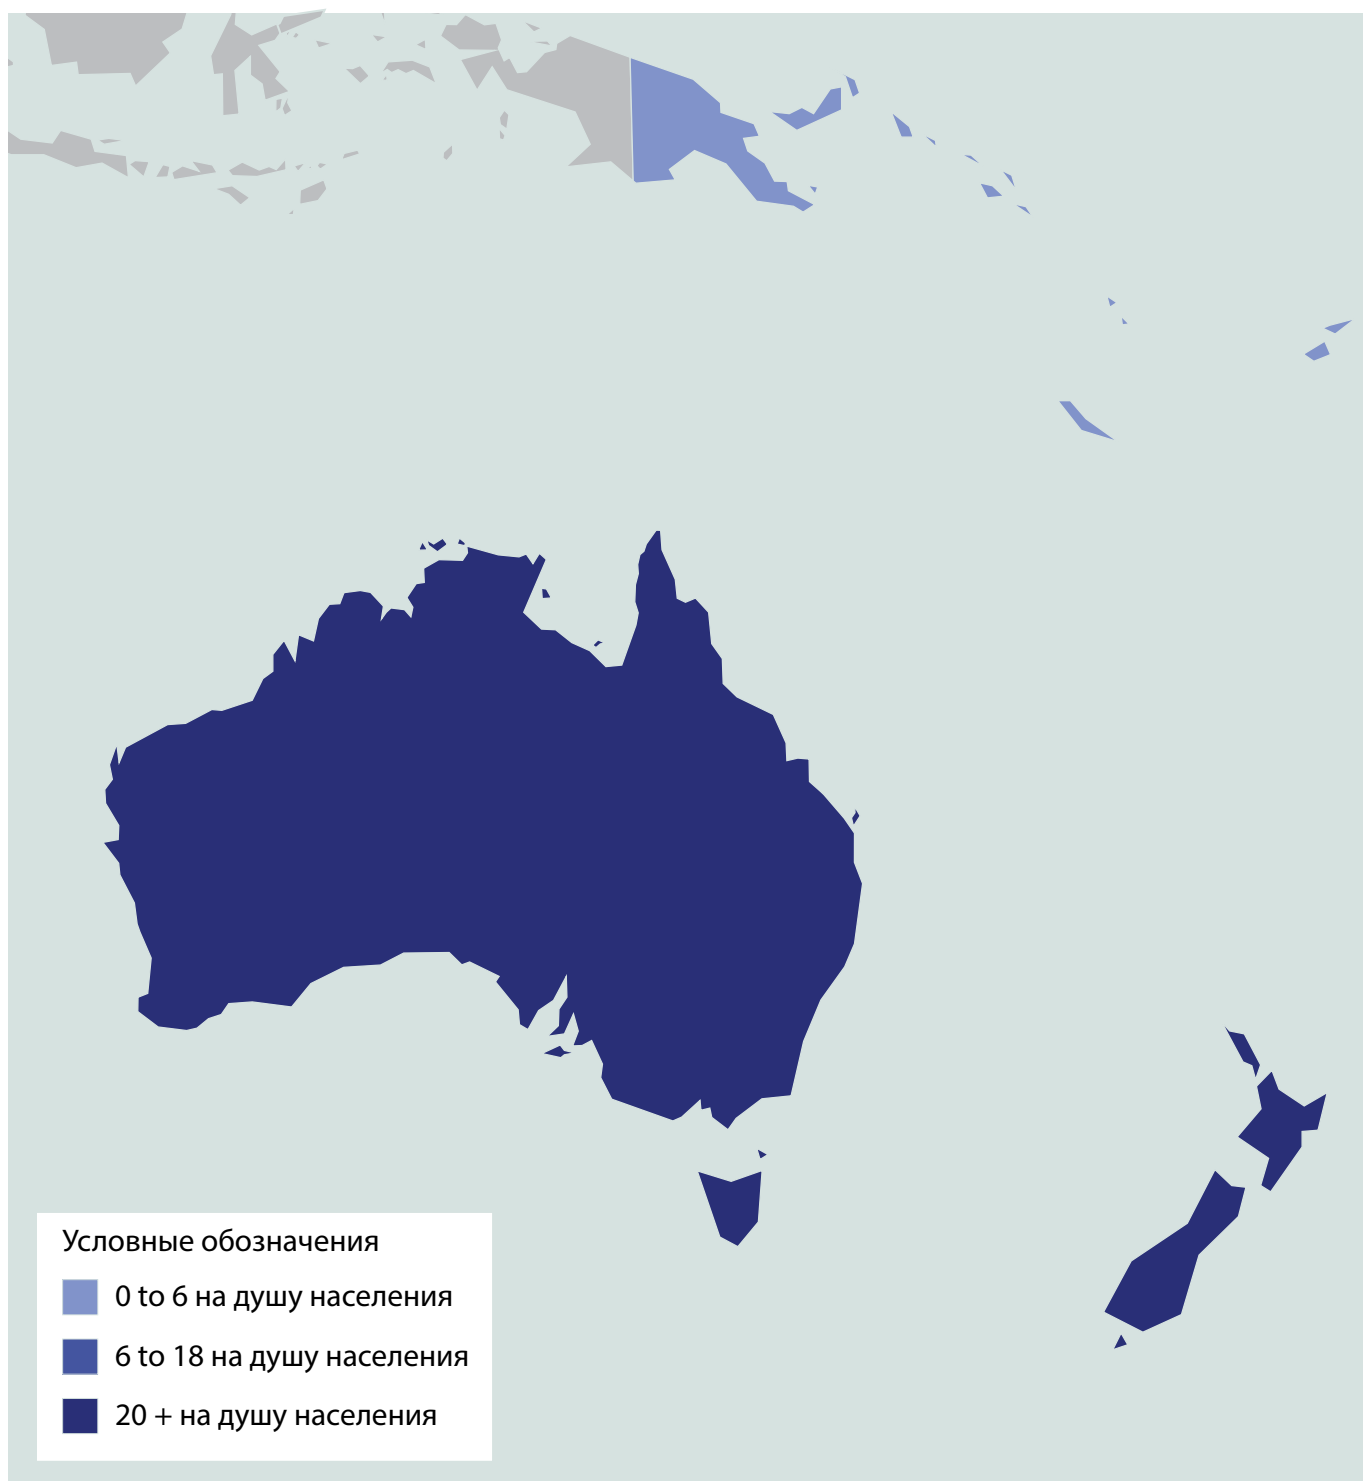 Условные обозначения
0 to 6 на душу населения
6 to 18 на душу населения
20 + на душу населения